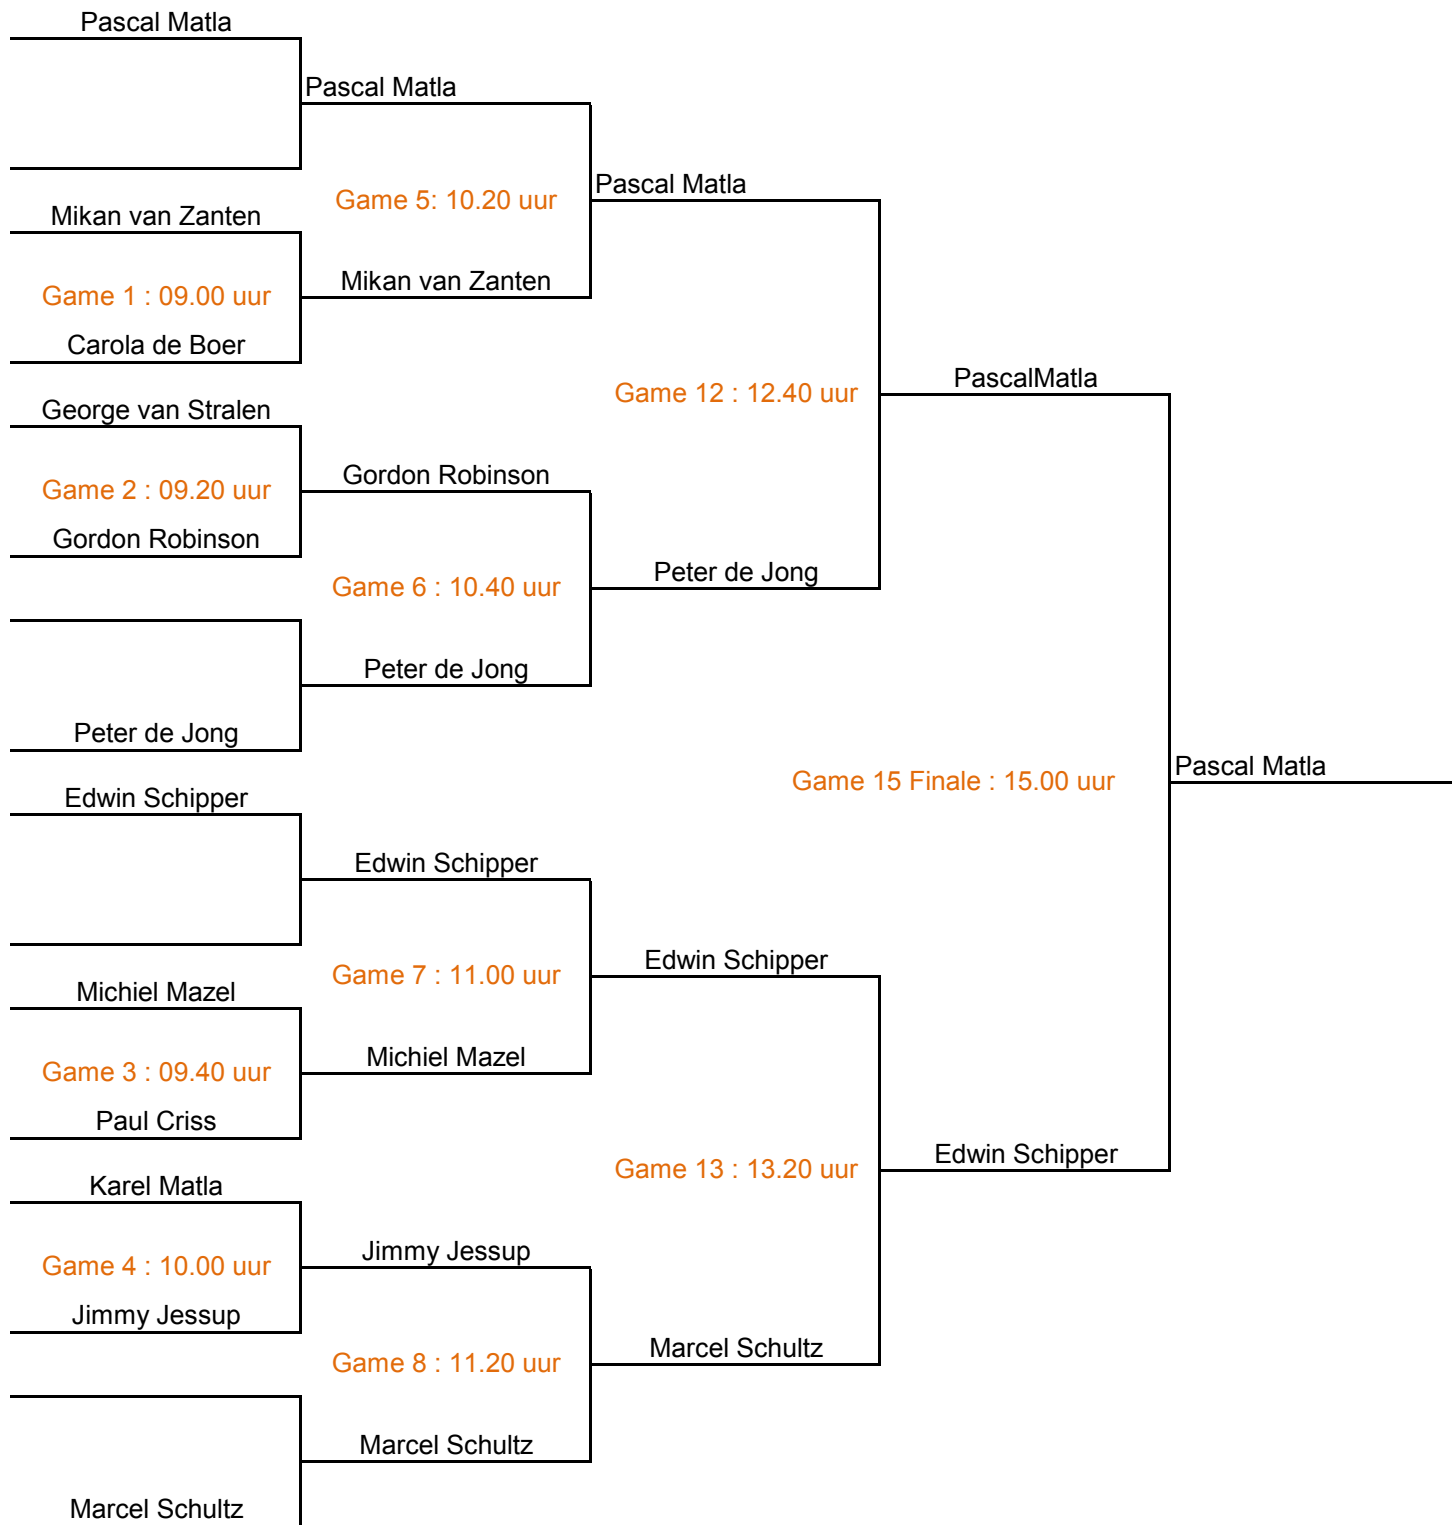 Pascal Matla
Pascal Matla
Game 5: 10.20 uur
Pascal Matla
Mikan van Zanten
Mikan van Zanten
Game 1 : 09.00 uur
Carola de Boer
PascalMatla
Game 12 : 12.40 uur
George van Stralen
Gordon Robinson
Game 2 : 09.20 uur
Gordon Robinson
Peter de Jong
Game 6 : 10.40 uur
Peter de Jong
Peter de Jong
Pascal Matla
Game 15 Finale : 15.00 uur
Edwin Schipper
Edwin Schipper
Edwin Schipper
Game 7 : 11.00 uur
Michiel Mazel
Michiel Mazel
Game 3 : 09.40 uur
Paul Criss
Edwin Schipper
Game 13 : 13.20 uur
Karel Matla
Jimmy Jessup
Game 4 : 10.00 uur
Jimmy Jessup
Marcel Schultz
Game 8 : 11.20 uur
Marcel Schultz
Marcel Schultz